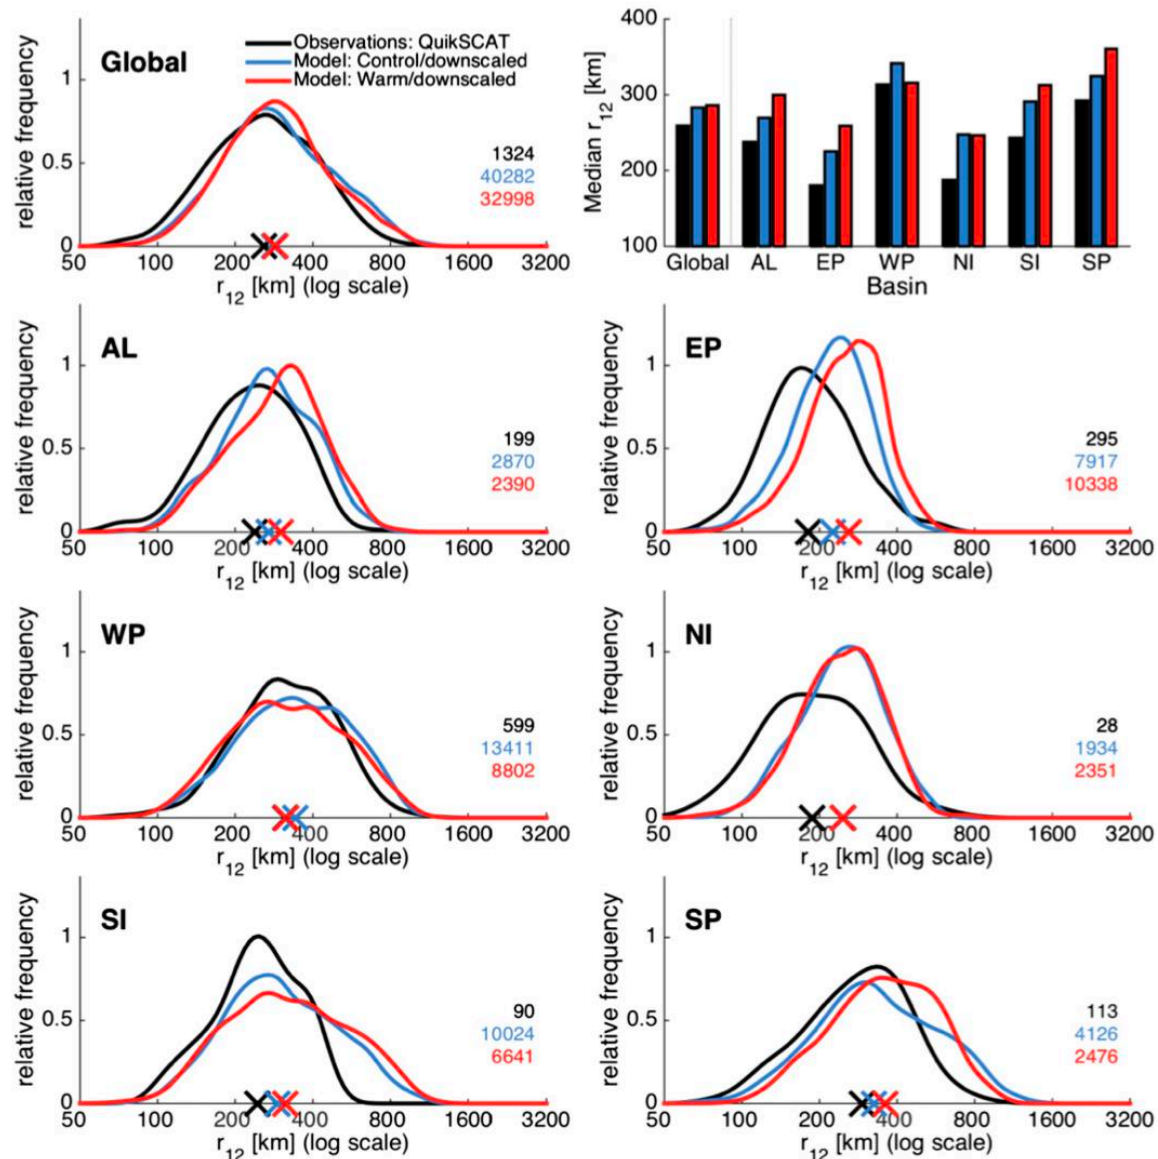 Global
Observations: QuikSCAT
Model: Control/downscaled
Model: Warm/downscaled
relative frequency
1
0.5
0
1324
40282
32998
50 100 200 400 800 1600 3200
r12 [km] (log scale)
Median r12 [km]
400
300
200
100
Global AL EP WP NI SI SP
Basin
AL
relative frequency
1
0.5
0
199
2870
2390
50 100 200 400 800 1600 3200
r12 [km] (log scale)
EP
relative frequency
1
0.5
0
295
7917
10338
50 100 200 400 800 1600 3200
r12 [km] (log scale)
WP
relative frequency
1
0.5
0
599
13411
8802
50 100 200 400 800 1600 3200
r12 [km] (log scale)
NI
relative frequency
1
0.5
0
28
1934
2351
50 100 200 400 800 1600 3200
r12 [km] (log scale)
SI
relative frequency
1
0.5
0
90
10024
6641
50 100 200 400 800 1600 3200
r12 [km] (log scale)
SP
relative frequency
1
0.5
0
113
4126
2476
50 100 200 400 800 1600 3200
r12 [km] (log scale)